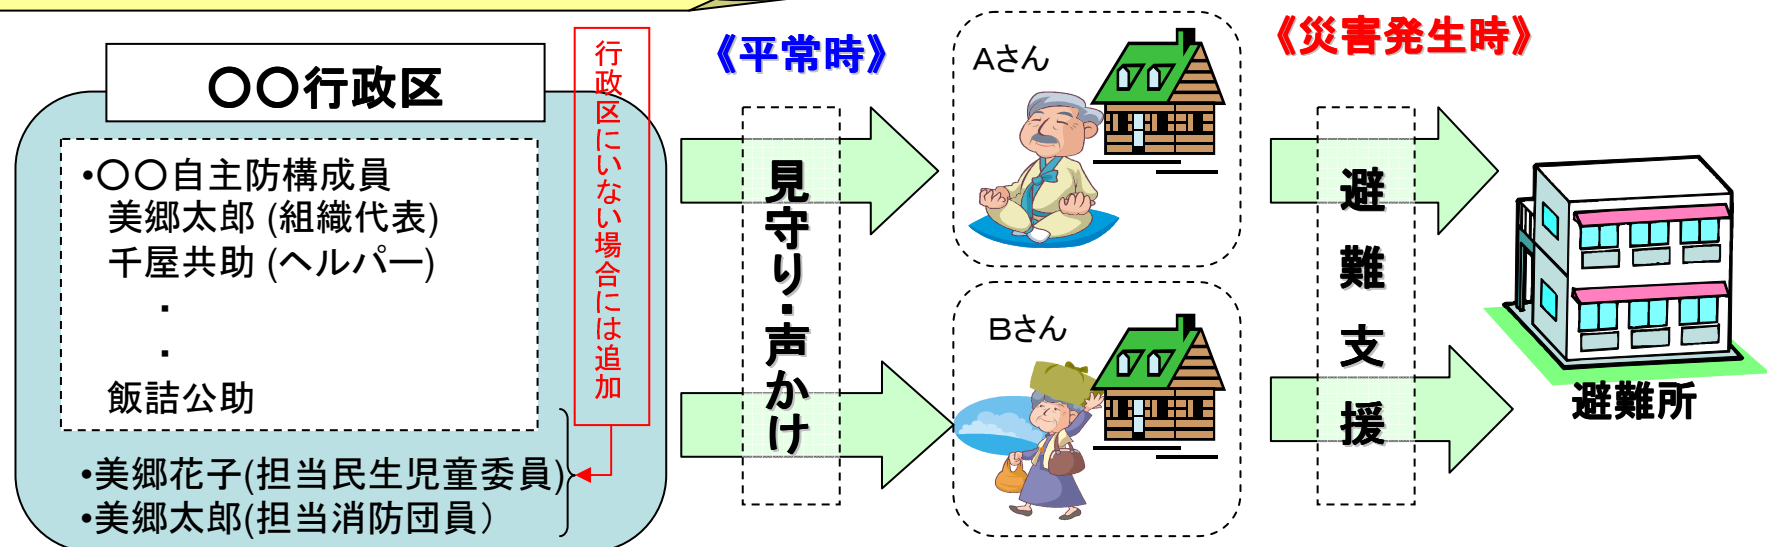 〇〇行政区
・〇〇自主防構成員
美郷太郎 (組織代表)
千屋共助 (ヘルパー)
・
・
飯詰公助
・美郷花子(担当民生児童委員)
・美郷太郎(担当消防団員）
行政区にいない場合には追加
《平常時》
見守り・声かけ
Aさん
Bさん
《災害発生時》
避難支援
避難所